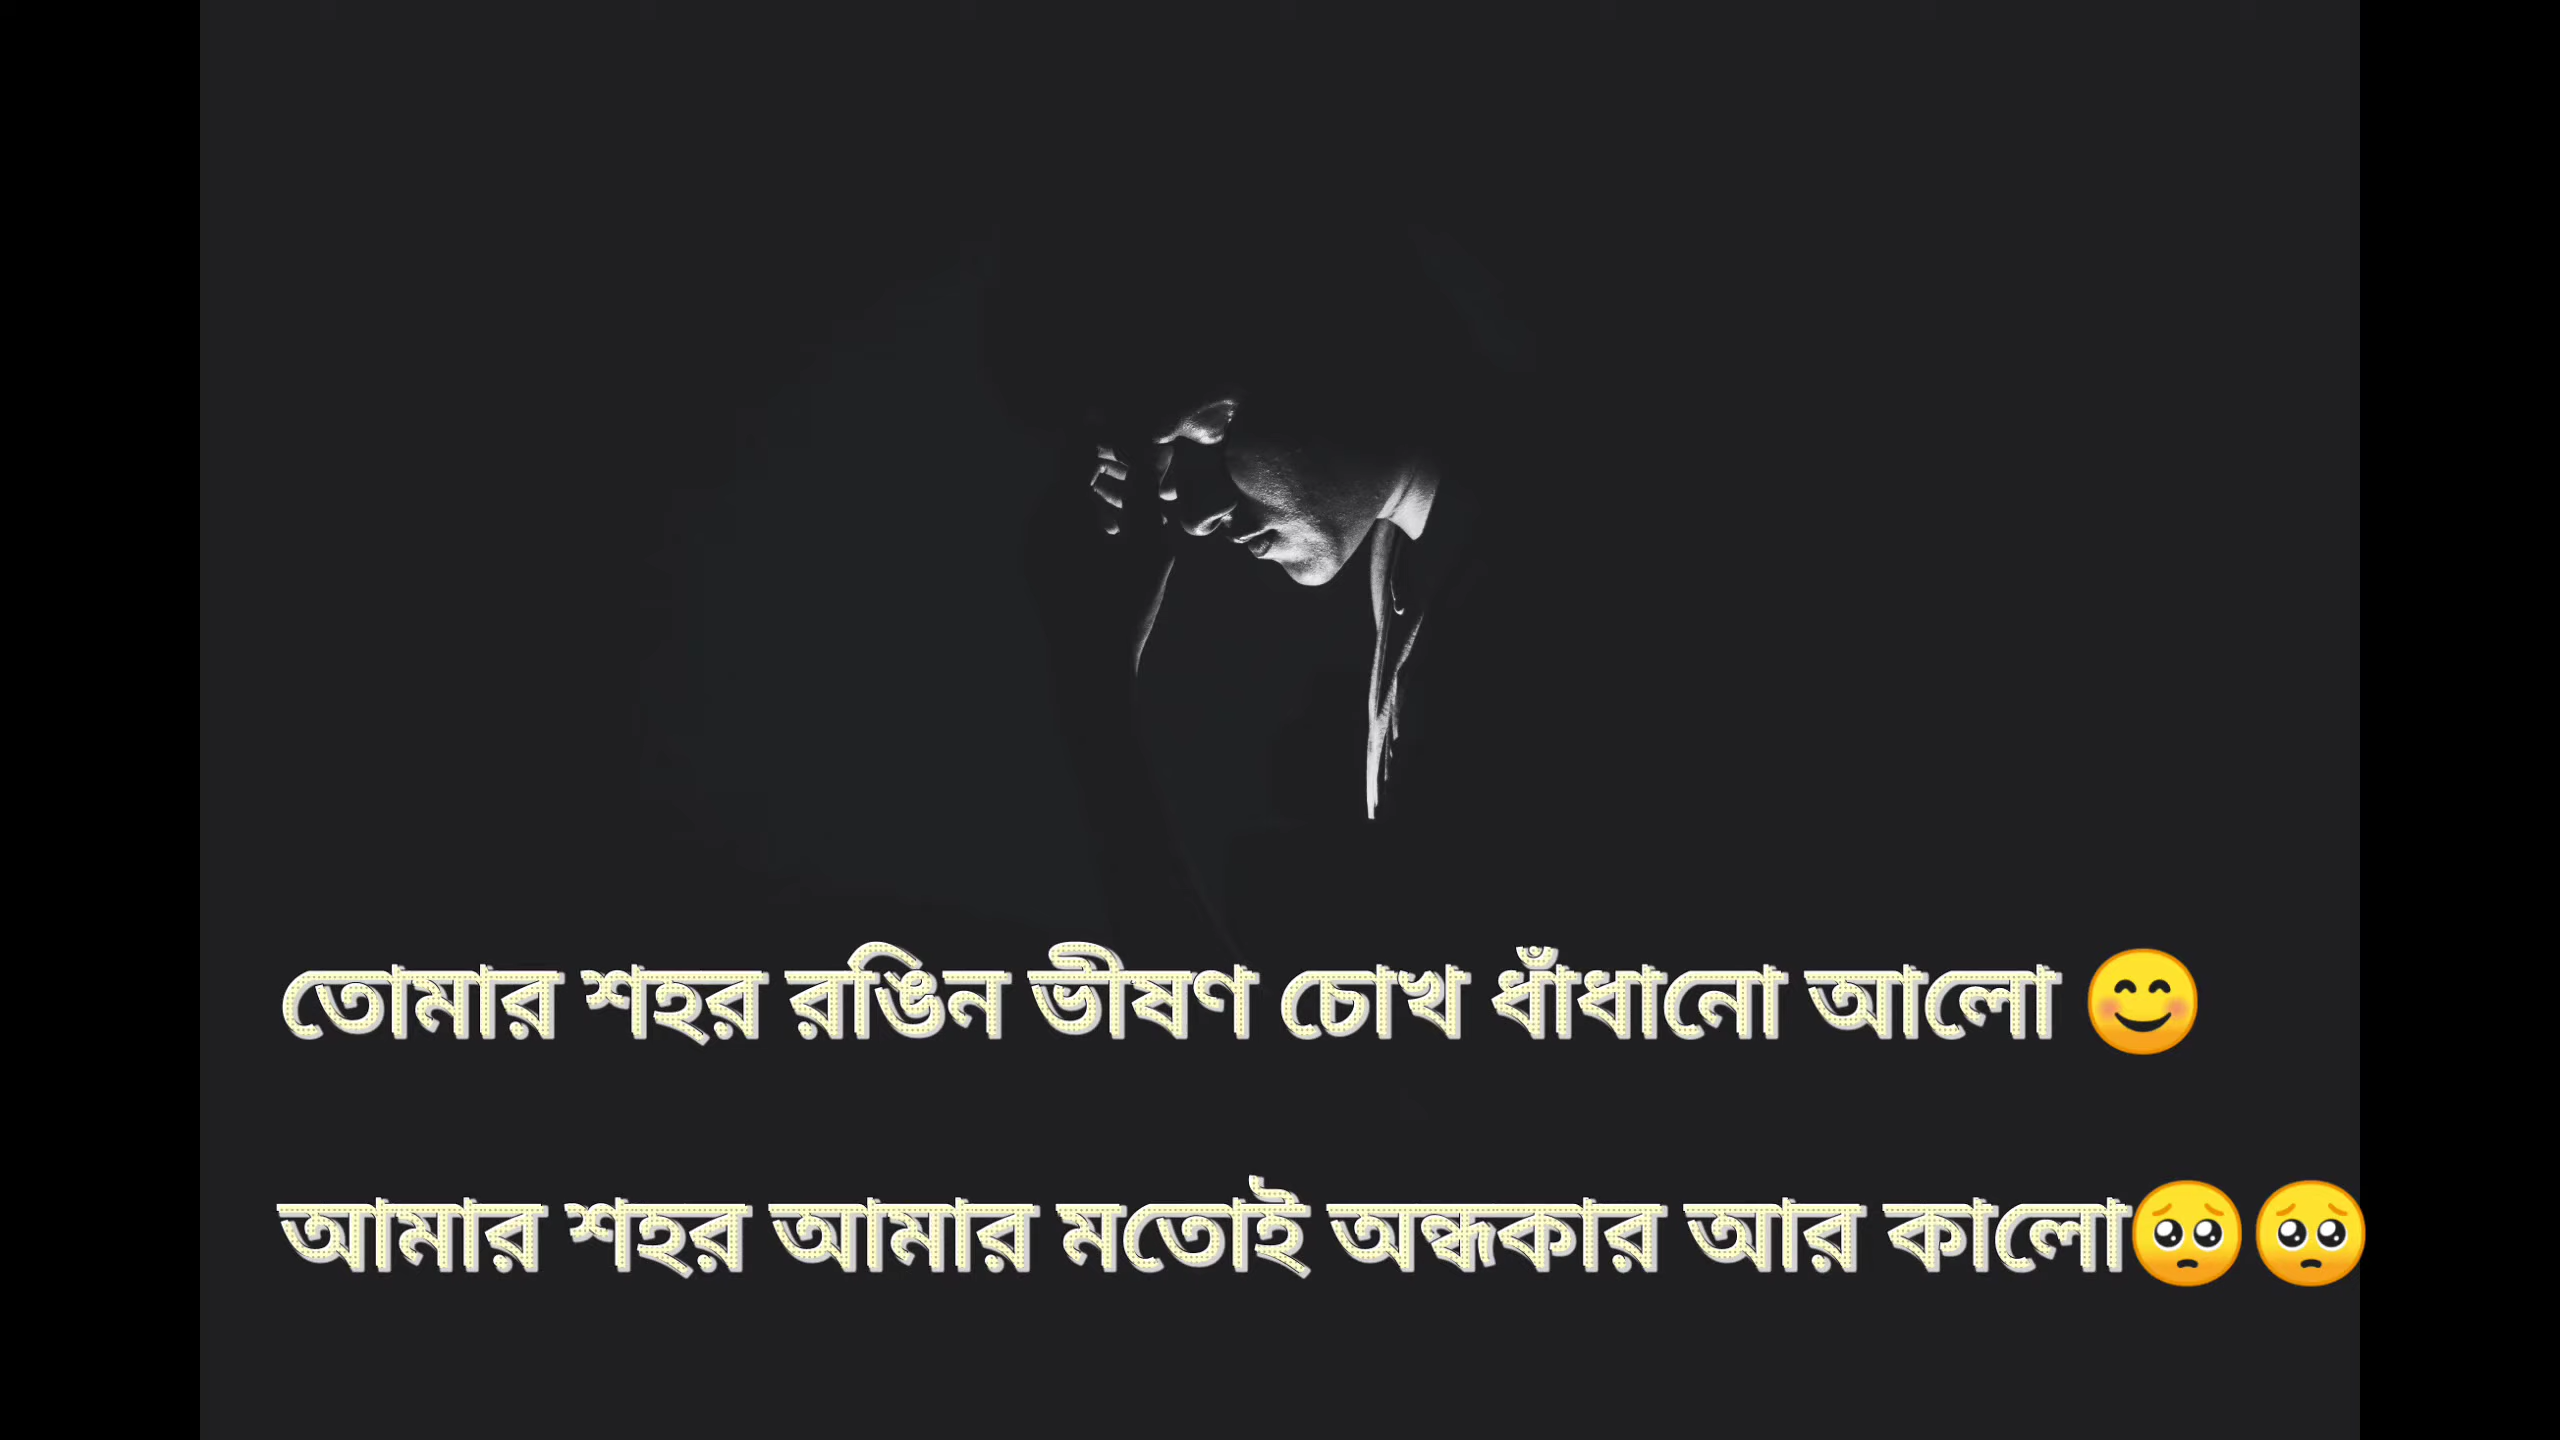 তোমার শহর রঙিন ভীষণ চোখ ধাঁধানো আলো 😊
আমার শহর আমার মতোই অন্ধকার আর কালো🥺🥺